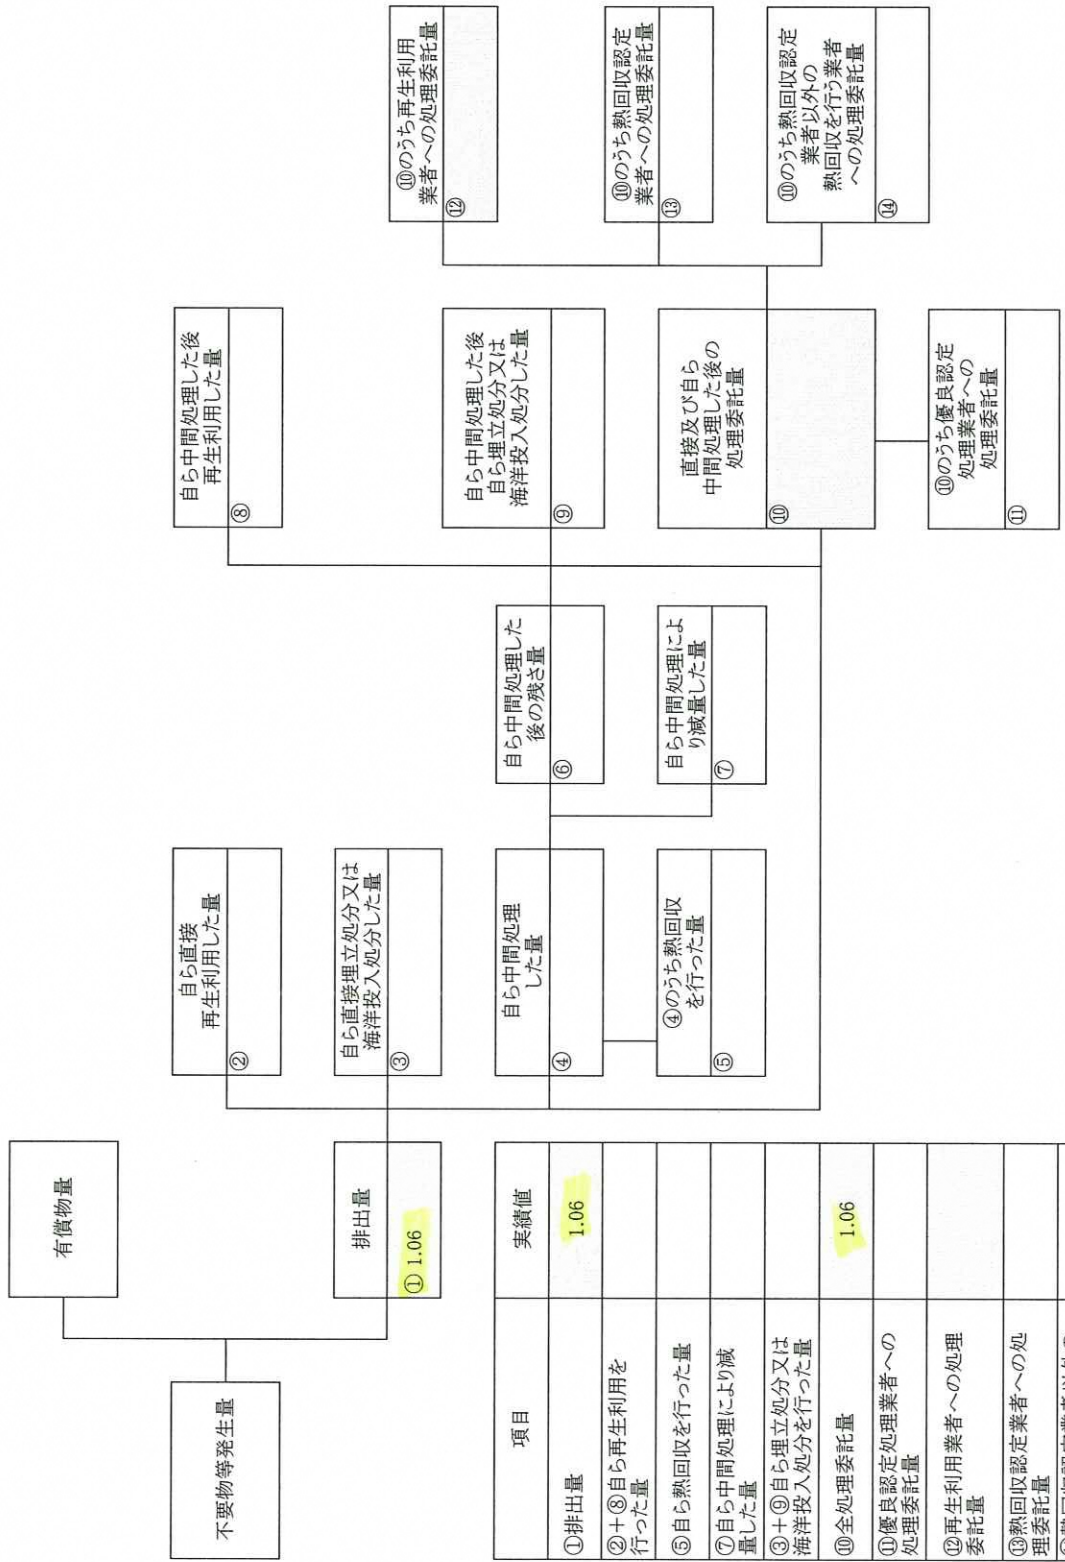 不要物等発生量
有償物量
排出量
① 1.06
自ら直接
再生利用した量
②
自ら直接埋立処分又は
海洋投入処分した量
③
自ら中間処理
した量
④
④のうち熱回収
を行った量
⑤
自ら中間処理した
後の残さ量
⑥
自ら中間処理によ
り減量した量
⑦
自ら中間処理した後
再生利用した量
⑧
自ら中間処理した後
自ら埋立処分又は
海洋投入処分した量
⑨
直接及び自ら
中間処理した後の
処理委託量
⑩
⑩のうち優良認定
処理業者への
処理委託量
⑪
⑩のうち再生利用
業者への処理委託量
⑫
⑩のうち熱回収認定
業者への処理委託量
⑬
⑩のうち熱回収認定
業者以外の
熱回収を行う業者
への処理委託量
⑭
項目 実績値
①排出量 1.06
②+⑧自ら再生利用を
行った量
⑤自ら熱回収を行った量
⑦自ら中間処理により減
量した量
③+⑨自ら埋立処分又は
海洋投入処分を行った量
⑩全処理委託量 1.06
⑪優良認定処理業者への
処理委託量
⑫再生利用業者への処理
委託量
⑬熱回収認定業者への処
理委託量